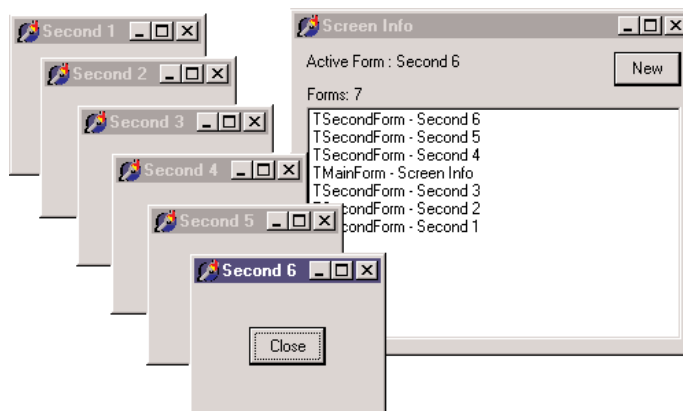 Second 1
Second 2
Second 3
Second 4
Second 5
Second 6
Close
Screen Info
Active Form : Second 6
New
Forms: 7
TSecondForm - Second 6
TSecondForm - Second 5
TSecondForm - Second 4
TMainForm - Screen Info
TSecondForm - Second 3
TSecondForm - Second 2
TSecondForm - Second 1